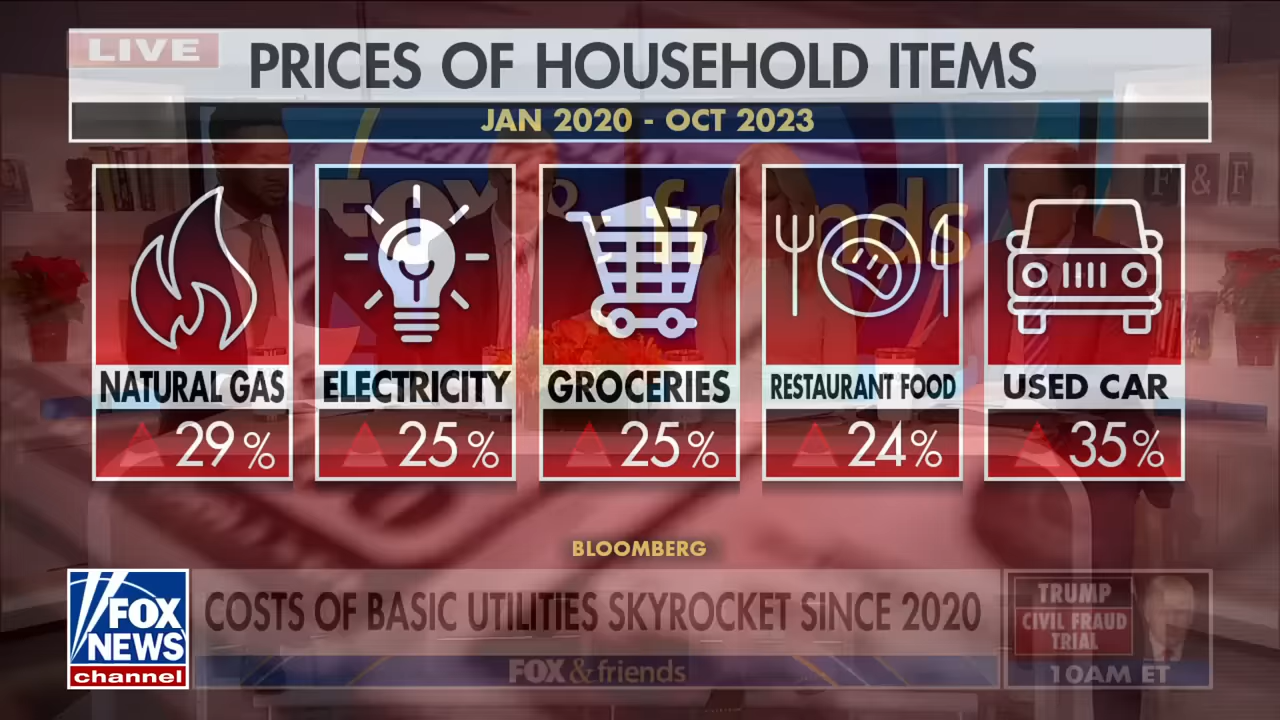 LIVE
PRICES OF HOUSEHOLD ITEMS
JAN 2020 - OCT 2023
FOX & friends
F & F
NATURAL GAS
29%
ELECTRICITY
25%
GROCERIES
25%
RESTAURANT FOOD
24%
USED CAR
35%
BLOOMBERG
FOX
NEWS
channel
COSTS OF BASIC UTILITIES SKYROCKET SINCE 2020
FOX & friends
TRUMP
CIVIL FRAUD
TRIAL
10AM ET